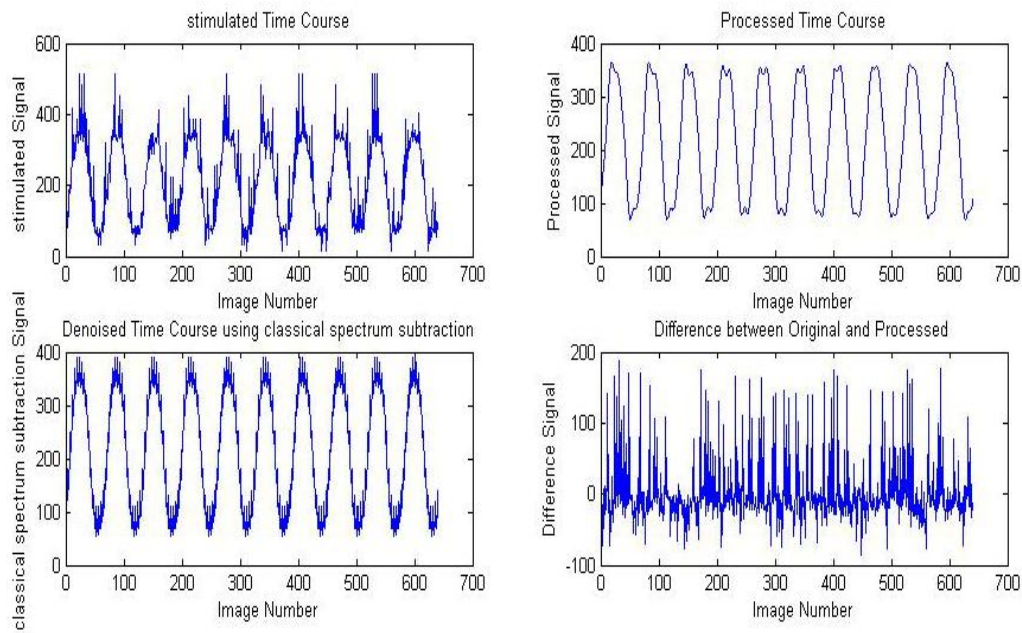 stimulated Time Course
600
400
200
0
0 100 200 300 400 500 600 700
stimulated Signal
Image Number
Processed Time Course
400
300
200
100
0
0 100 200 300 400 500 600 700
Processed Signal
Image Number
Denoised Time Course using classical spectrum subtraction
400
300
200
100
0
0 100 200 300 400 500 600 700
classical spectrum subtraction Signal
Image Number
Difference between Original and Processed
200
100
0
-100
0 100 200 300 400 500 600 700
Difference Signal
Image Number